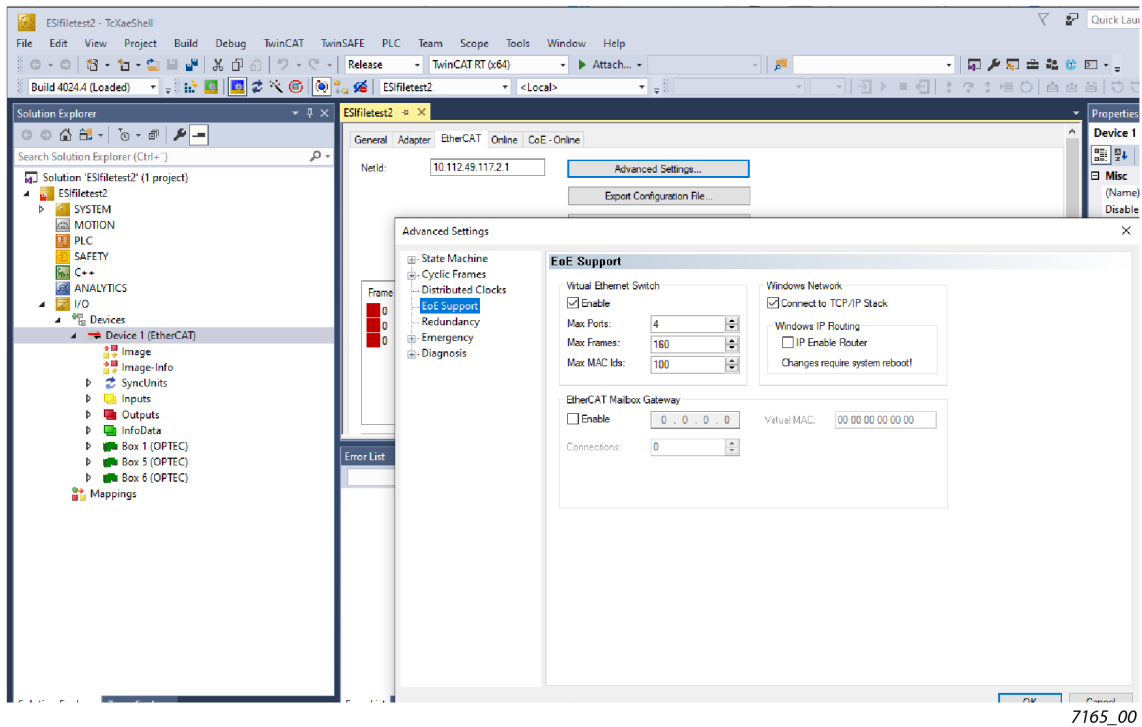 ESIfiletest2 - TcXaeShell
Quick Lau
File Edit View Project Build Debug TwinCAT TwinSAFE PLC Team Scope Tools Window Help
Release TwinCAT RT (x64) Attach...
Build 4024.4 (Loaded) ESIfiletest2 <Local>
Solution Explorer
Search Solution Explorer (Ctrl+¨)
Solution 'ESIfiletest2' (1 project)
ESIfiletest2
SYSTEM
MOTION
PLC
SAFETY
C++
ANALYTICS
I/O
Devices
Device 1 (EtherCAT)
Image
Image-Info
SyncUnits
Inputs
Outputs
InfoData
Box 1 (OPTEC)
Box 5 (OPTEC)
Box 6 (OPTEC)
Mappings
ESIfiletest2
General Adapter EtherCAT Online CoE - Online
NetId: 10.112.49.117.2.1 Advanced Settings...
Export Configuration File...
Frame
0
0
0
Error List
Properties
Device 1
Misc
(Name)
Disable
Advanced Settings
State Machine
Cyclic Frames
Distributed Clocks
EoE Support
Redundancy
Emergency
Diagnosis
EoE Support
Virtual Ethernet Switch
Enable
Max Ports: 4
Max Frames: 160
Max MAC Ids: 100
Windows Network
Connect to TCP/IP Stack
Windows IP Routing
IP Enable Router
Changes require system reboot!
EtherCAT Mailbox Gateway
Enable 0 . 0 . 0 . 0 Virtual MAC: 00 00 00 00 00 00
Connections: 0
OK Cancel
7165_00